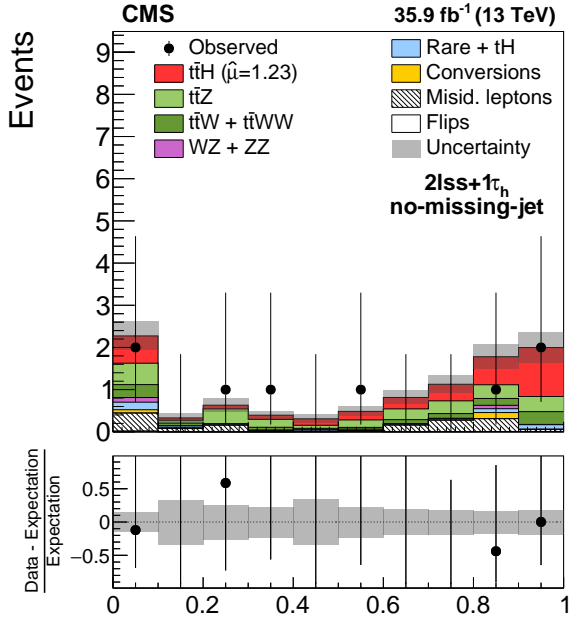 CMS 35.9 fb⁻¹ (13 TeV)
Events
9
8
7
6
5
4
3
2
1
0
Observed
tt̄H (μ̂=1.23)
tt̄Z
tt̄W + tt̄WW
WZ + ZZ
Rare + tH
Conversions
Misid. leptons
Flips
Uncertainty
2lss+1τₕ
no-missing-jet
Data - Expectation
Expectation
0.5
0.0
−0.5
0 0.2 0.4 0.6 0.8 1